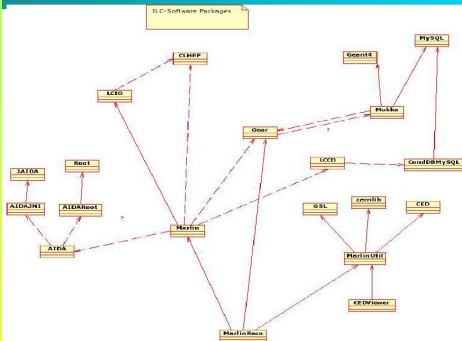 ILC-Software Packages
MySQL
CLHEP
Geant4
LCIO
Mokka
Gear
?
Root
LCCD
CondDBMySQL
JAIDA
AIDAJNI
AIDARoot
GSL
cernlib
CED
?
Marlin
AIDA
MarlinUtil
CEDViewer
MarlinReco